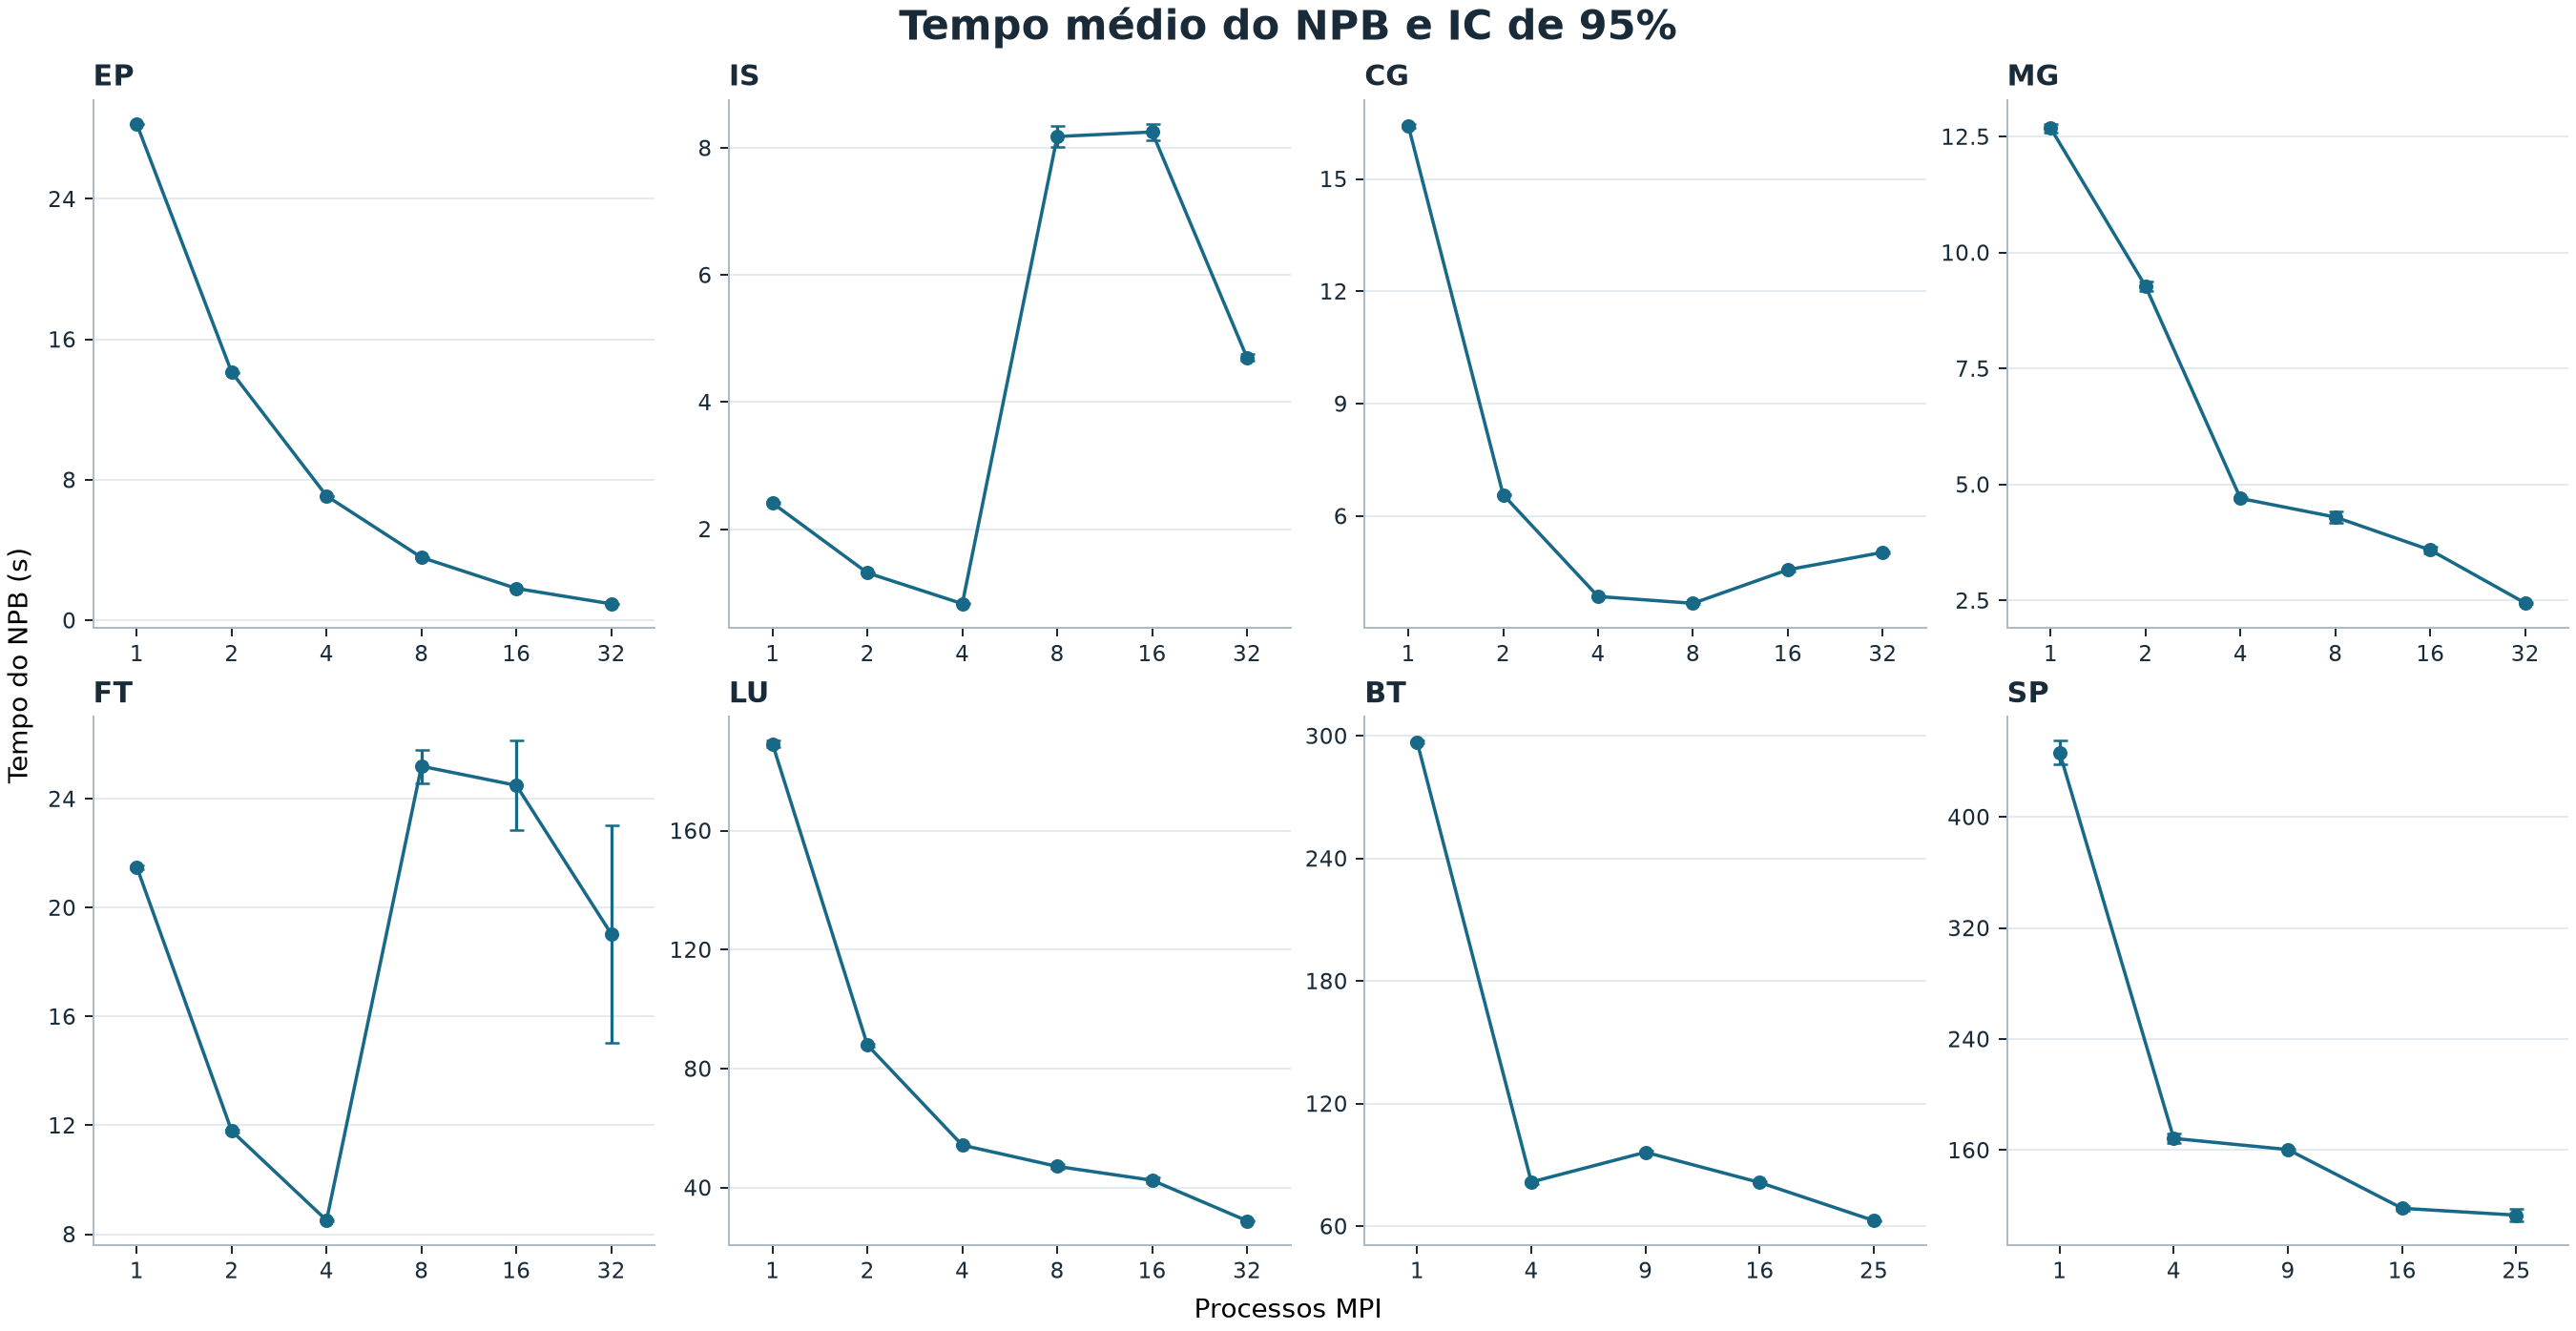 Tempo médio do NPB e IC de 95%
Tempo do NPB (s)
EP
24
16
8
0
1 2 4 8 16 32
IS
8
6
4
2
1 2 4 8 16 32
CG
15
12
9
6
1 2 4 8 16 32
MG
12.5
10.0
7.5
5.0
2.5
1 2 4 8 16 32
FT
24
20
16
12
8
1 2 4 8 16 32
LU
160
120
80
40
1 2 4 8 16 32
BT
300
240
180
120
60
1 4 9 16 25
SP
400
320
240
160
1 4 9 16 25
Processos MPI